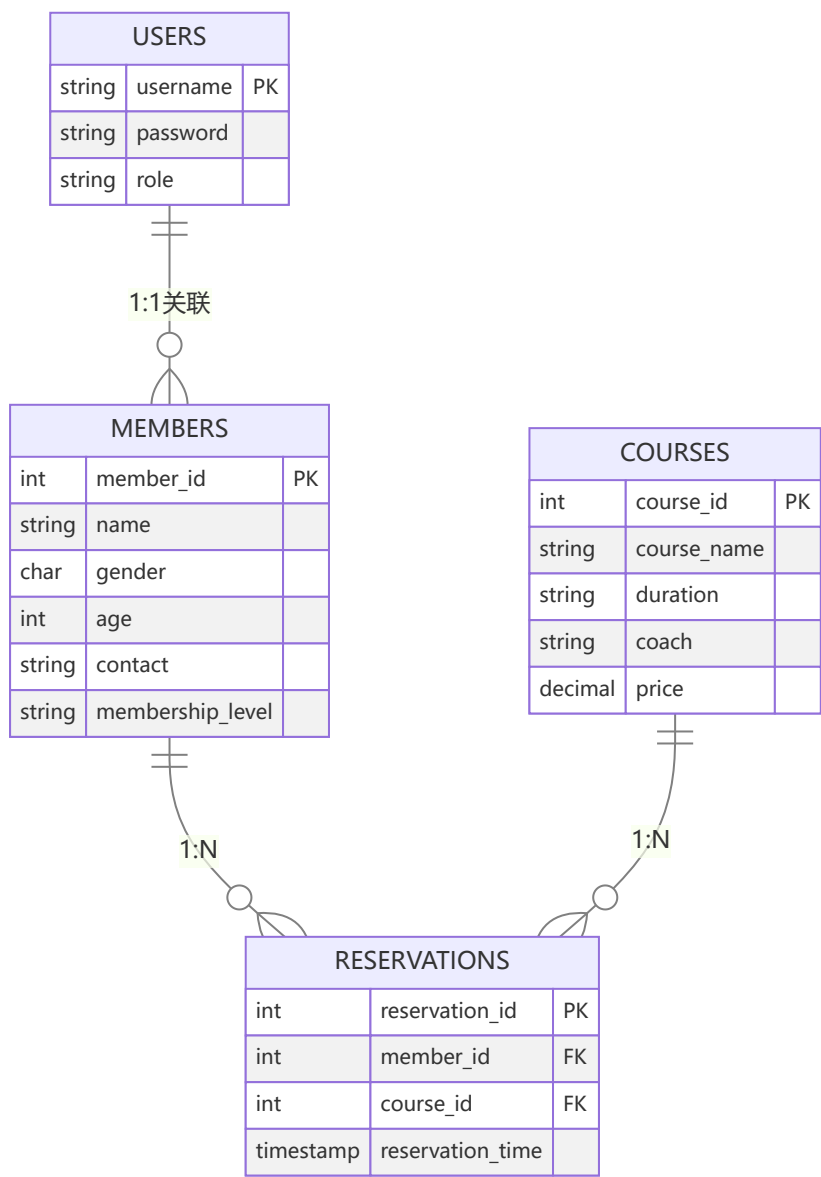 USERS
string username PK
string password
string role
1:1关联
MEMBERS
int member_id PK
string name
char gender
int age
string contact
string membership_level
COURSES
int course_id PK
string course_name
string duration
string coach
decimal price
1:N
1:N
RESERVATIONS
int reservation_id PK
int member_id FK
int course_id FK
timestamp reservation_time